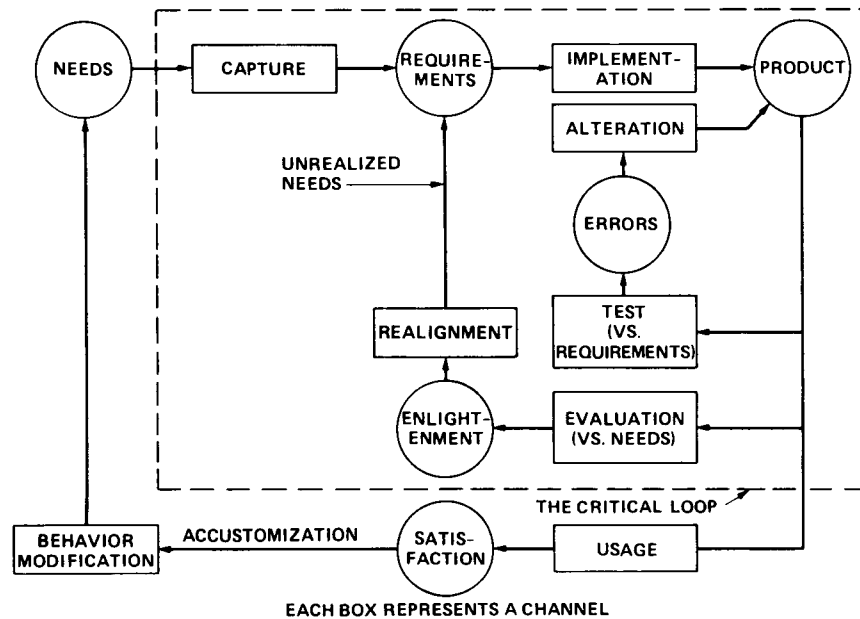 NEEDS
CAPTURE
REQUIRE-
MENTS
IMPLEMENT-
ATION
PRODUCT
ALTERATION
UNREALIZED
NEEDS
ERRORS
REALIGNMENT
TEST
(VS.
REQUIREMENTS)
ENLIGHT-
ENMENT
EVALUATION
(VS. NEEDS)
THE CRITICAL LOOP
BEHAVIOR
MODIFICATION
ACCUSTOMIZATION
SATIS-
FACTION
USAGE
EACH BOX REPRESENTS A CHANNEL